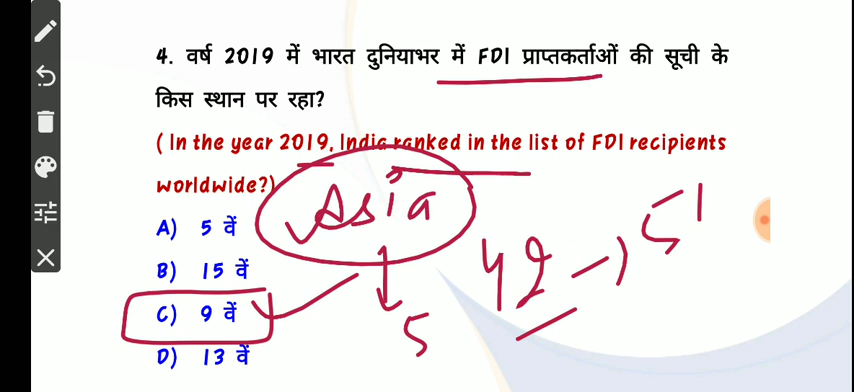 4. वर्ष 2019 में भारत दुनियाभर में FDI प्राप्तकर्ताओं की सूची के
किस स्थान पर रहा?
( In the year 2019, India ranked in the list of FDI recipients
worldwide?)
Asia
A) 5 वें
42 → 51
B) 15 वें
C) 9 वें
5
D) 13 वें